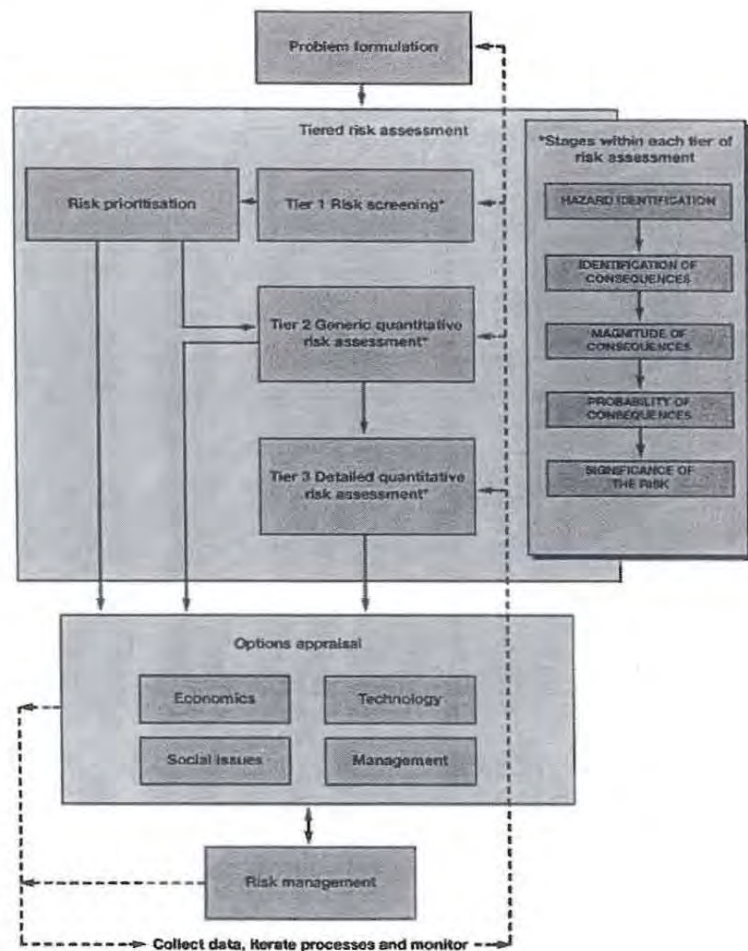 Problem formulation
Tiered risk assessment
Risk prioritisation
Tier 1 Risk screening*
Tier 2 Generic quantitative
risk assessment*
Tier 3 Detailed quantitative
risk assessment*
*Stages within each tier of
risk assessment
HAZARD IDENTIFICATION
IDENTIFICATION OF
CONSEQUENCES
MAGNITUDE OF
CONSEQUENCES
PROBABILITY OF
CONSEQUENCES
SIGNIFICANCE OF
THE RISK
Options appraisal
Economics
Technology
Social issues
Management
Risk management
Collect data, iterate processes and monitor